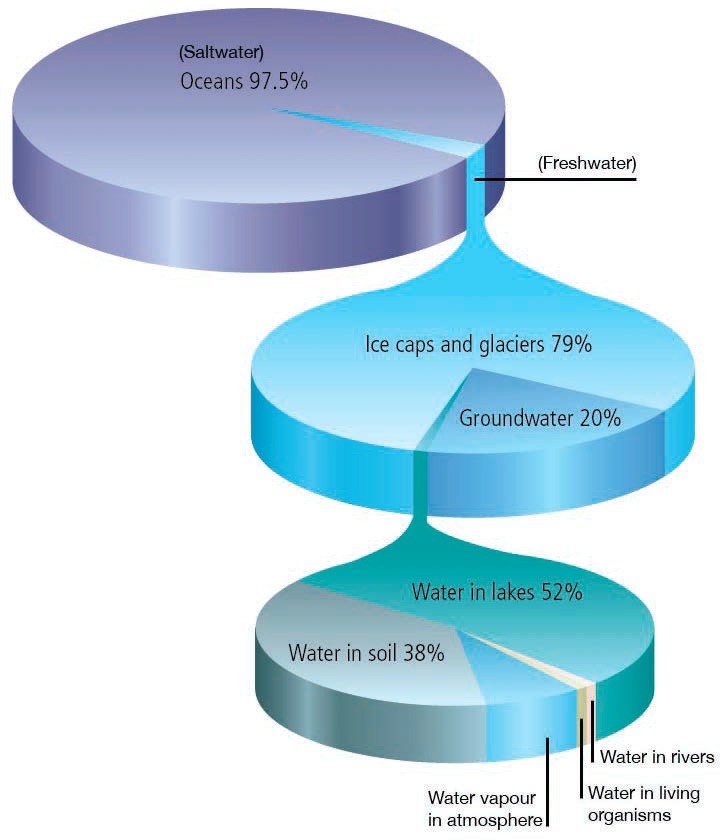 (Saltwater)
Oceans 97.5%
(Freshwater)
Ice caps and glaciers 79%
Groundwater 20%
Water in lakes 52%
Water in soil 38%
Water in rivers
Water in living
organisms
Water vapour
in atmosphere